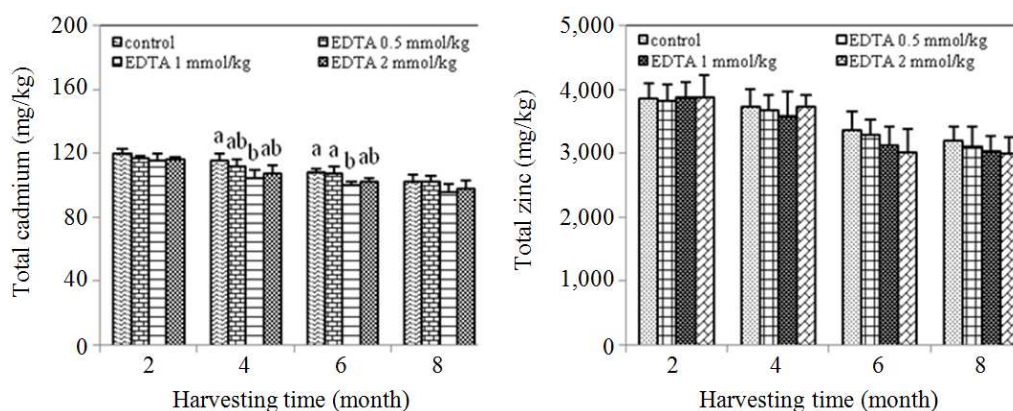 200
160
120
80
40
0
Total cadmium (mg/kg)
control
EDTA 0.5 mmol/kg
EDTA 1 mmol/kg
EDTA 2 mmol/kg
a ab b ab
a a b ab
2 4 6 8
Harvesting time (month)
5,000
4,000
3,000
2,000
1,000
0
Total zinc (mg/kg)
control
EDTA 0.5 mmol/kg
EDTA 1 mmol/kg
EDTA 2 mmol/kg
2 4 6 8
Harvesting time (month)